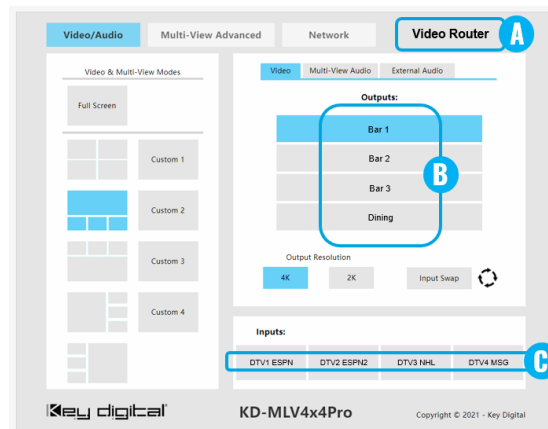 Video/Audio Multi-View Advanced Network Video Router A
Video & Multi-View Modes
Full Screen
Custom 1
Custom 2
Custom 3
Custom 4
Video Multi-View Audio External Audio
Outputs:
Bar 1
Bar 2
Bar 3
Dining
B
Output Resolution
4K 2K Input Swap
Inputs:
DTV1 ESPN DTV2 ESPN2 DTV3 NHL DTV4 MSG C
Key digital KD-MLV4x4Pro Copyright © 2021 - Key Digital